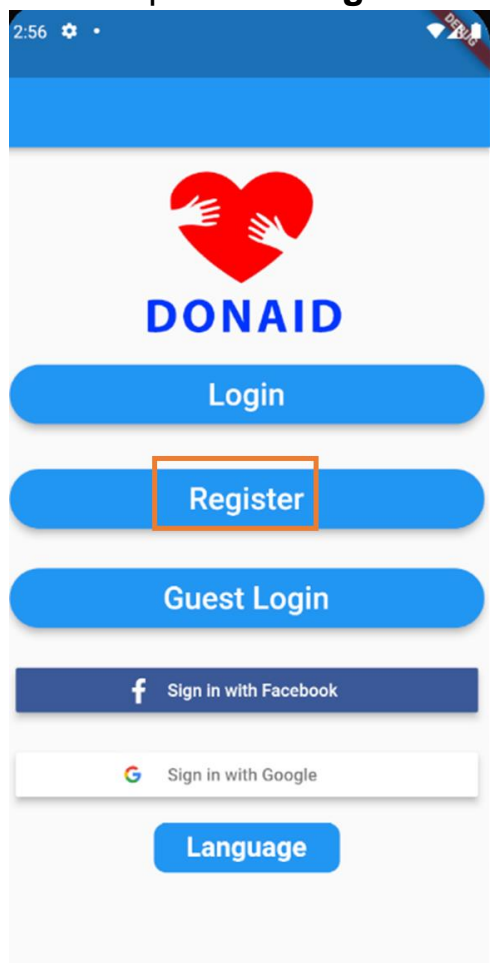 2:56
DEBUG
DONAID
Login
Register
Guest Login
Sign in with Facebook
Sign in with Google
Language